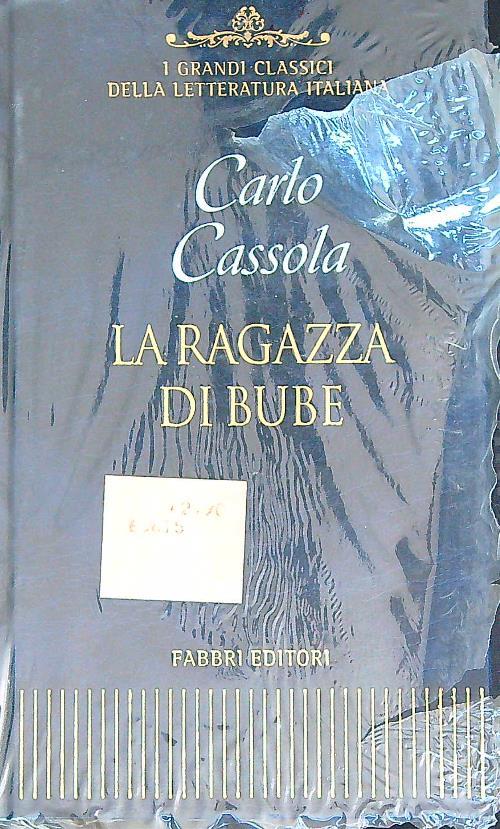 I GRANDI CLASSICI
DELLA LETTERATURA ITALIANA
Carlo
Cassola
LA RAGAZZA
DI BUBE
FABBRI EDITORI